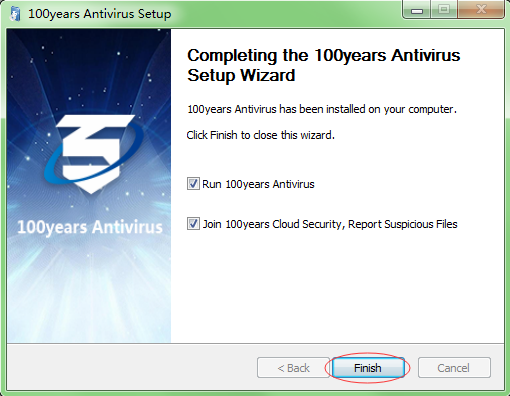 100years Antivirus Setup
Completing the 100years Antivirus
Setup Wizard
100years Antivirus has been installed on your computer.
Click Finish to close this wizard.
Run 100years Antivirus
Join 100years Cloud Security, Report Suspicious Files
100years Antivirus
< Back
Finish
Cancel